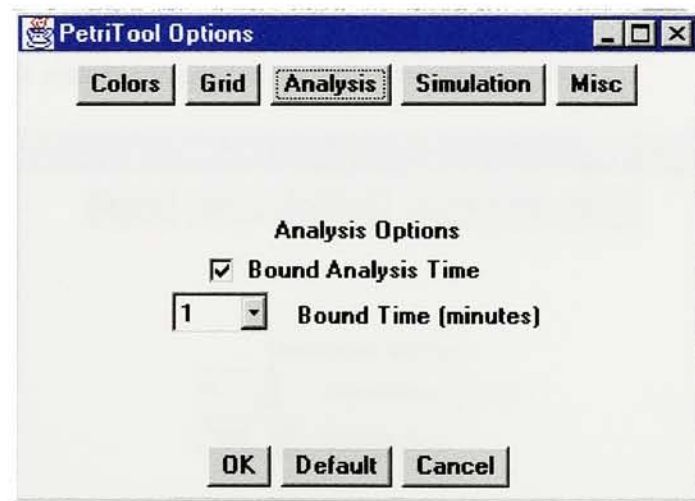 PetriTool Options
Colors Grid Analysis Simulation Misc
Analysis Options
Bound Analysis Time
1 Bound Time (minutes)
OK Default Cancel